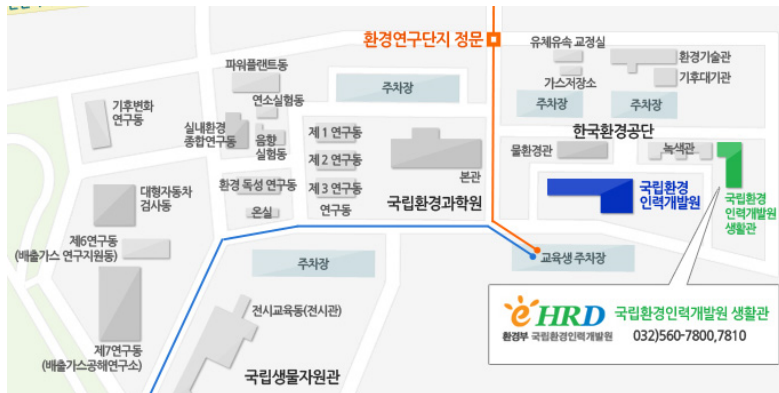 환경연구단지 정문
유체유속 교정실
환경기술관
파워플랜트동
가스저장소
기후대기관
주차장
연소실험동
주차장
주차장
기후변화
연구동
실내환경
종합연구동
음향
실험동
제 1 연구동
한국환경공단
물환경관
녹색관
제 2 연구동
본관
환경 독성 연구동
제 3 연구동
국립환경
인력개발원
국립환경
인력개발원
생활관
대형자동차
검사동
국립환경과학원
온실
연구동
제6연구동
(배출가스 연구지원동)
주차장
교육생 주차장
전시교육동(전시관)
eHRD
국립환경인력개발원 생활관
환경부 국립환경인력개발원
032)560-7800,7810
제7연구동
(배출가스공해연구소)
국립생물자원관